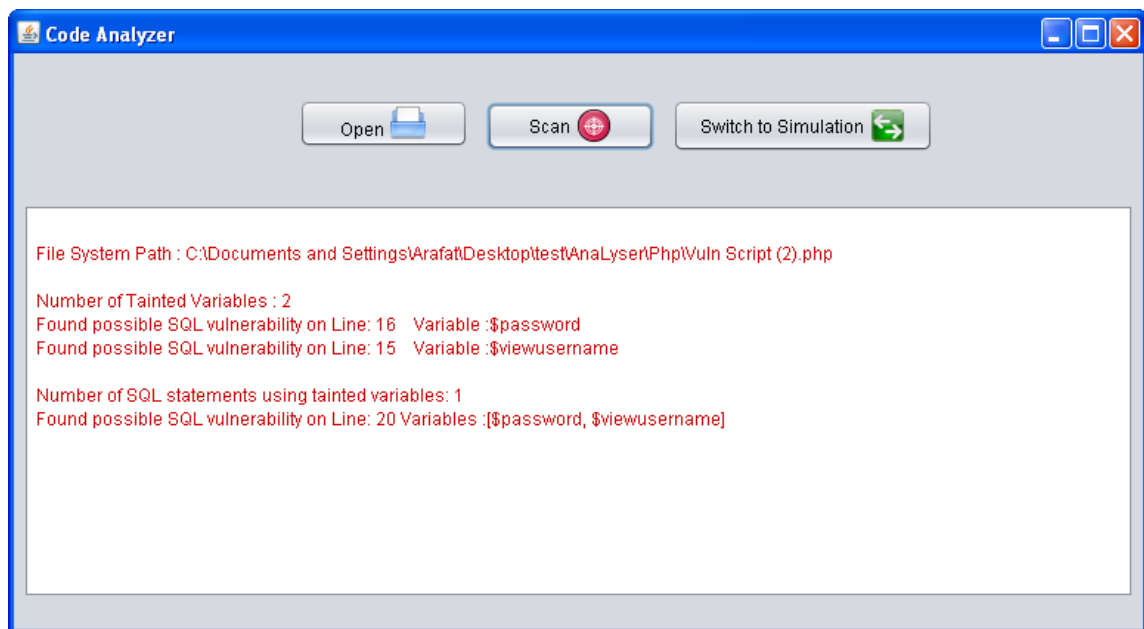 Code Analyzer
Open
Scan
Switch to Simulation
File System Path : C:\Documents and Settings\Arafat\Desktop\test\AnaLyser\Php\Vuln Script (2).php
Number of Tainted Variables : 2
Found possible SQL vulnerability on Line: 16 Variable :$password
Found possible SQL vulnerability on Line: 15 Variable :$viewusername
Number of SQL statements using tainted variables: 1
Found possible SQL vulnerability on Line: 20 Variables :[$password, $viewusername]